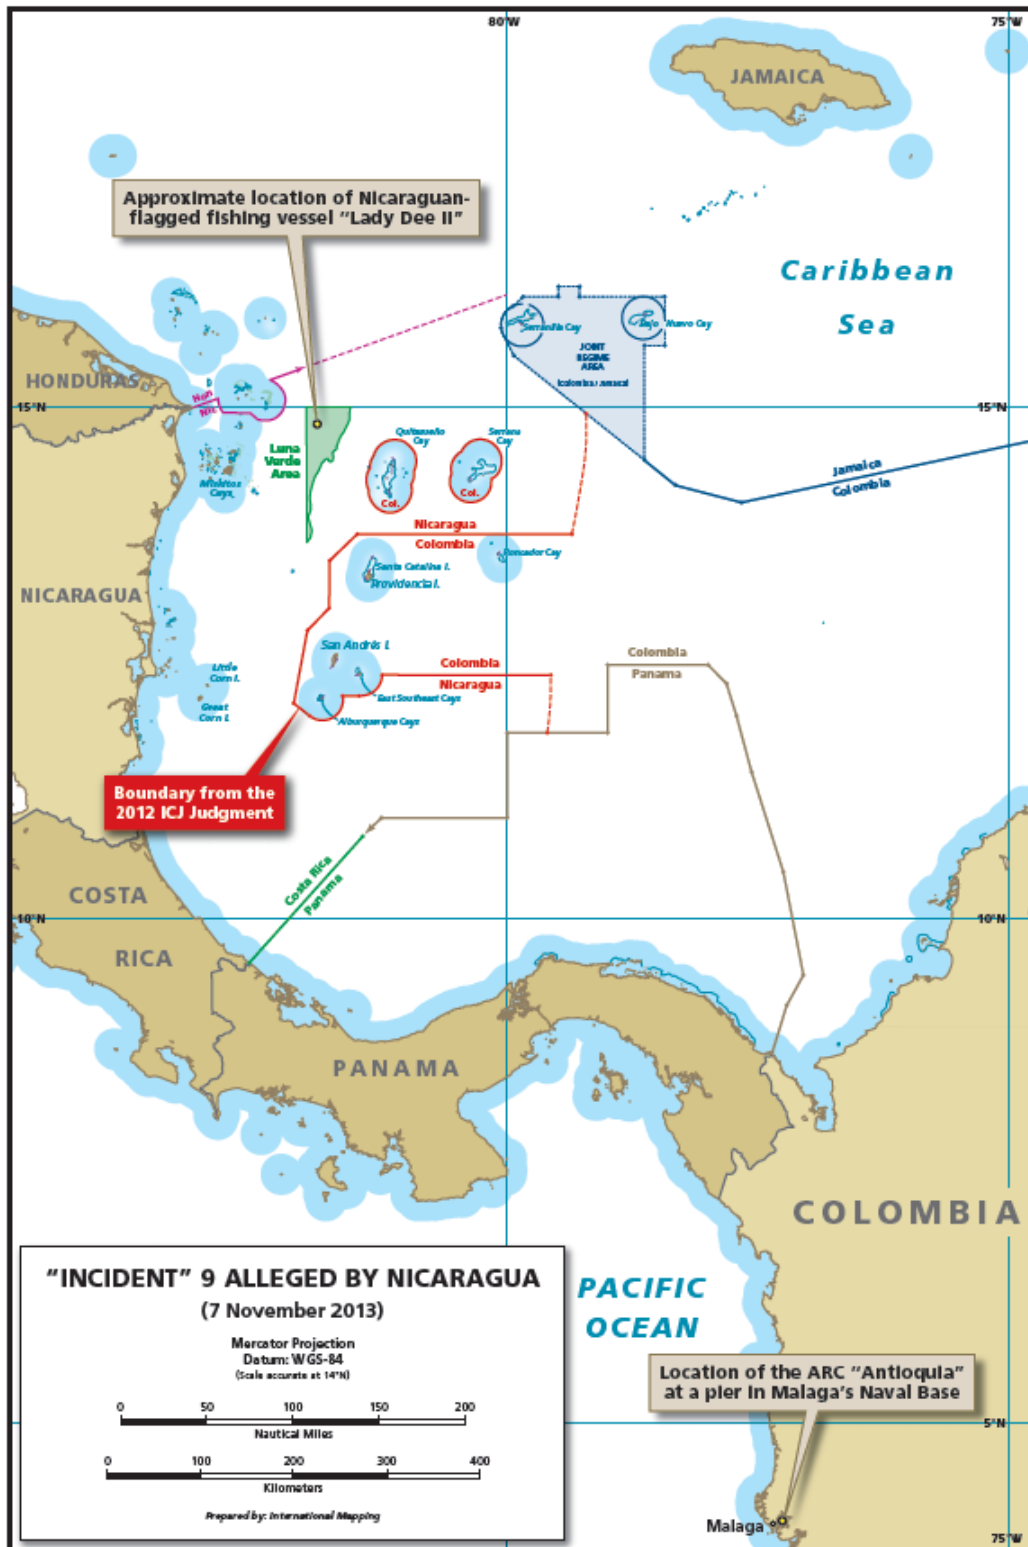 80°W
75°W
JAMAICA
Approximate location of Nicaraguan-
flagged fishing vessel "Lady Dee II"
Caribbean
Sea
Serranilla Cay
Bajo Nuevo Cay
JOINT
REGIME
AREA
(Colombia/Jamaica)
HONDURAS
Hon
Nic
15°N
15°N
Luna
Verde
Area
Quitasueño
Cay
Serrana
Cay
Col.
Col.
Miskitos
Cays
Jamaica
Colombia
Nicaragua
Colombia
Roncador Cay
Santa Catalina I.
Providencia I.
NICARAGUA
San Andrés I.
Colombia
Nicaragua
Colombia
Panama
Little
Corn I.
Great
Corn I.
East Southeast Cays
Alburquerque Cays
Boundary from the
2012 ICJ Judgment
Costa Rica
Panama
COSTA
RICA
10°N
10°N
PANAMA
COLOMBIA
"INCIDENT" 9 ALLEGED BY NICARAGUA
(7 November 2013)
Mercator Projection
Datum: WGS-84
(Scale accurate at 14°N)
0 50 100 150 200
Nautical Miles
0 100 200 300 400
Kilometers
Prepared by: International Mapping
PACIFIC
OCEAN
Location of the ARC "Antioquia"
at a pier in Malaga's Naval Base
5°N
Malaga
75°W